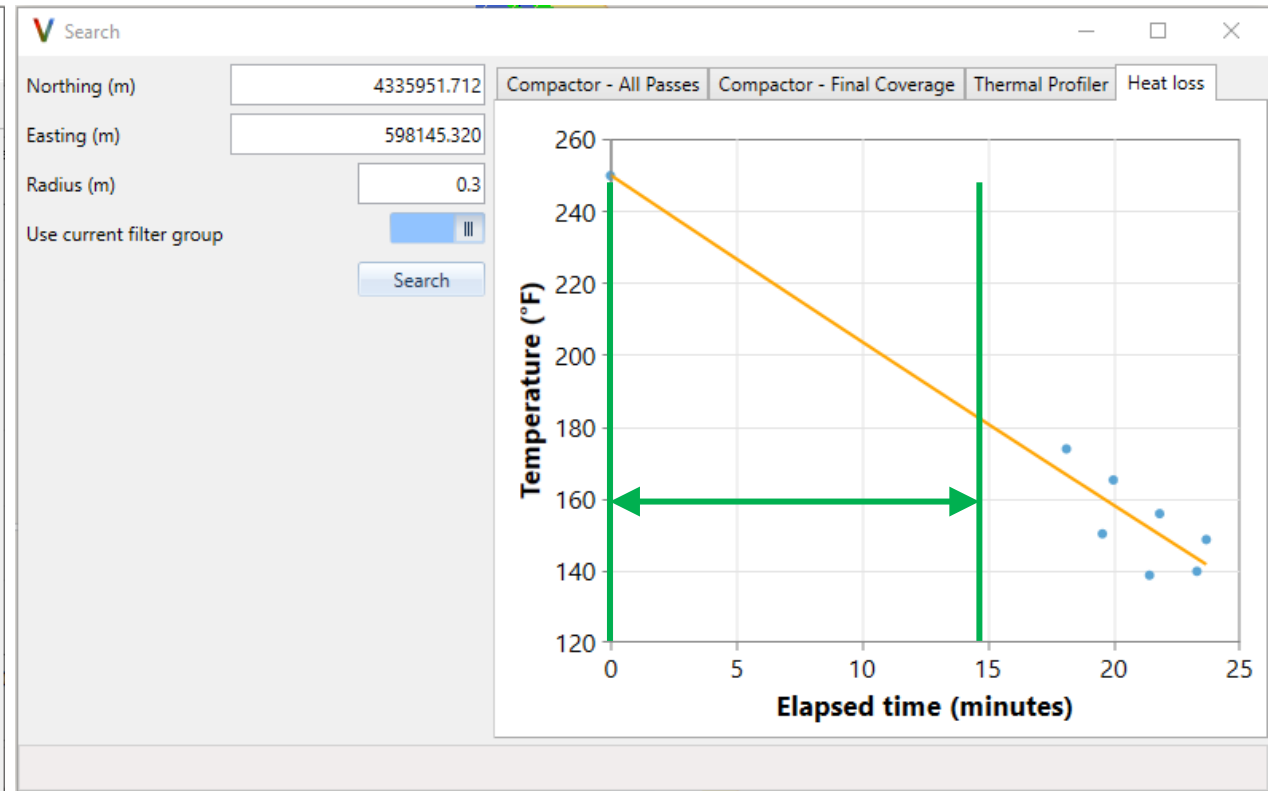 Search
Northing (m) 4335951.712
Easting (m) 598145.320
Radius (m) 0.3
Use current filter group
Search
Compactor - All Passes Compactor - Final Coverage Thermal Profiler Heat loss
260
240
220
200
180
160
140
120
Temperature (°F)
0 5 10 15 20 25
Elapsed time (minutes)